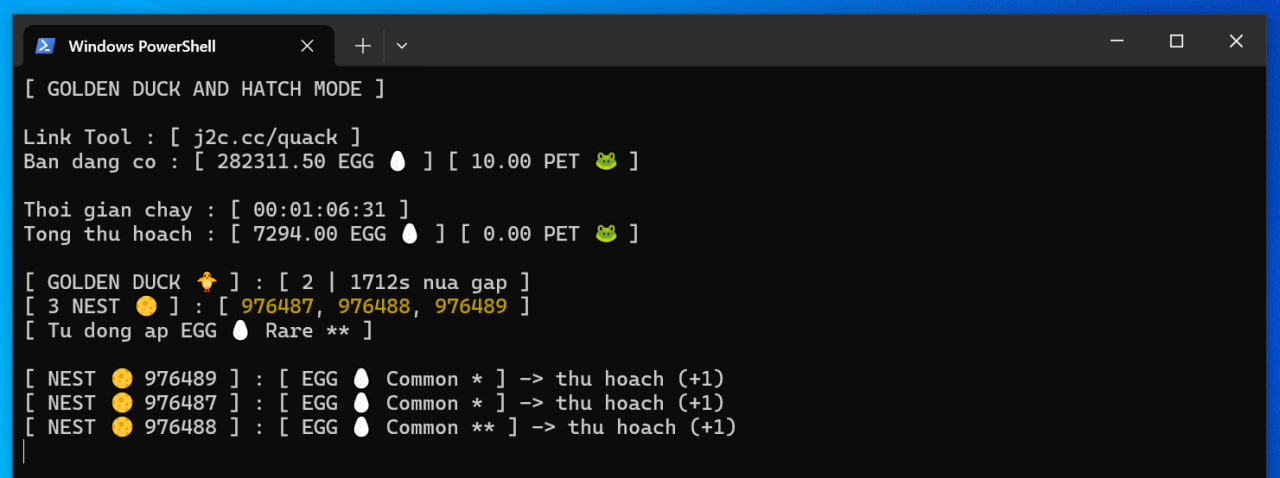 Windows PowerShell
[ GOLDEN DUCK AND HATCH MODE ]
Link Tool : [ j2c.cc/quack ]
Ban dang co : [ 282311.50 EGG 🥚 ] [ 10.00 PET 🐸 ]
Thoi gian chay : [ 00:01:06:31 ]
Tong thu hoach : [ 7294.00 EGG 🥚 ] [ 0.00 PET 🐸 ]
[ GOLDEN DUCK 🐥 ] : [ 2 | 1712s nua gap ]
[ 3 NEST 🌕 ] : [ 976487, 976488, 976489 ]
[ Tu dong ap EGG 🥚 Rare ** ]
[ NEST 🌕 976489 ] : [ EGG 🥚 Common * ] -> thu hoach (+1)
[ NEST 🌕 976487 ] : [ EGG 🥚 Common * ] -> thu hoach (+1)
[ NEST 🌕 976488 ] : [ EGG 🥚 Common ** ] -> thu hoach (+1)